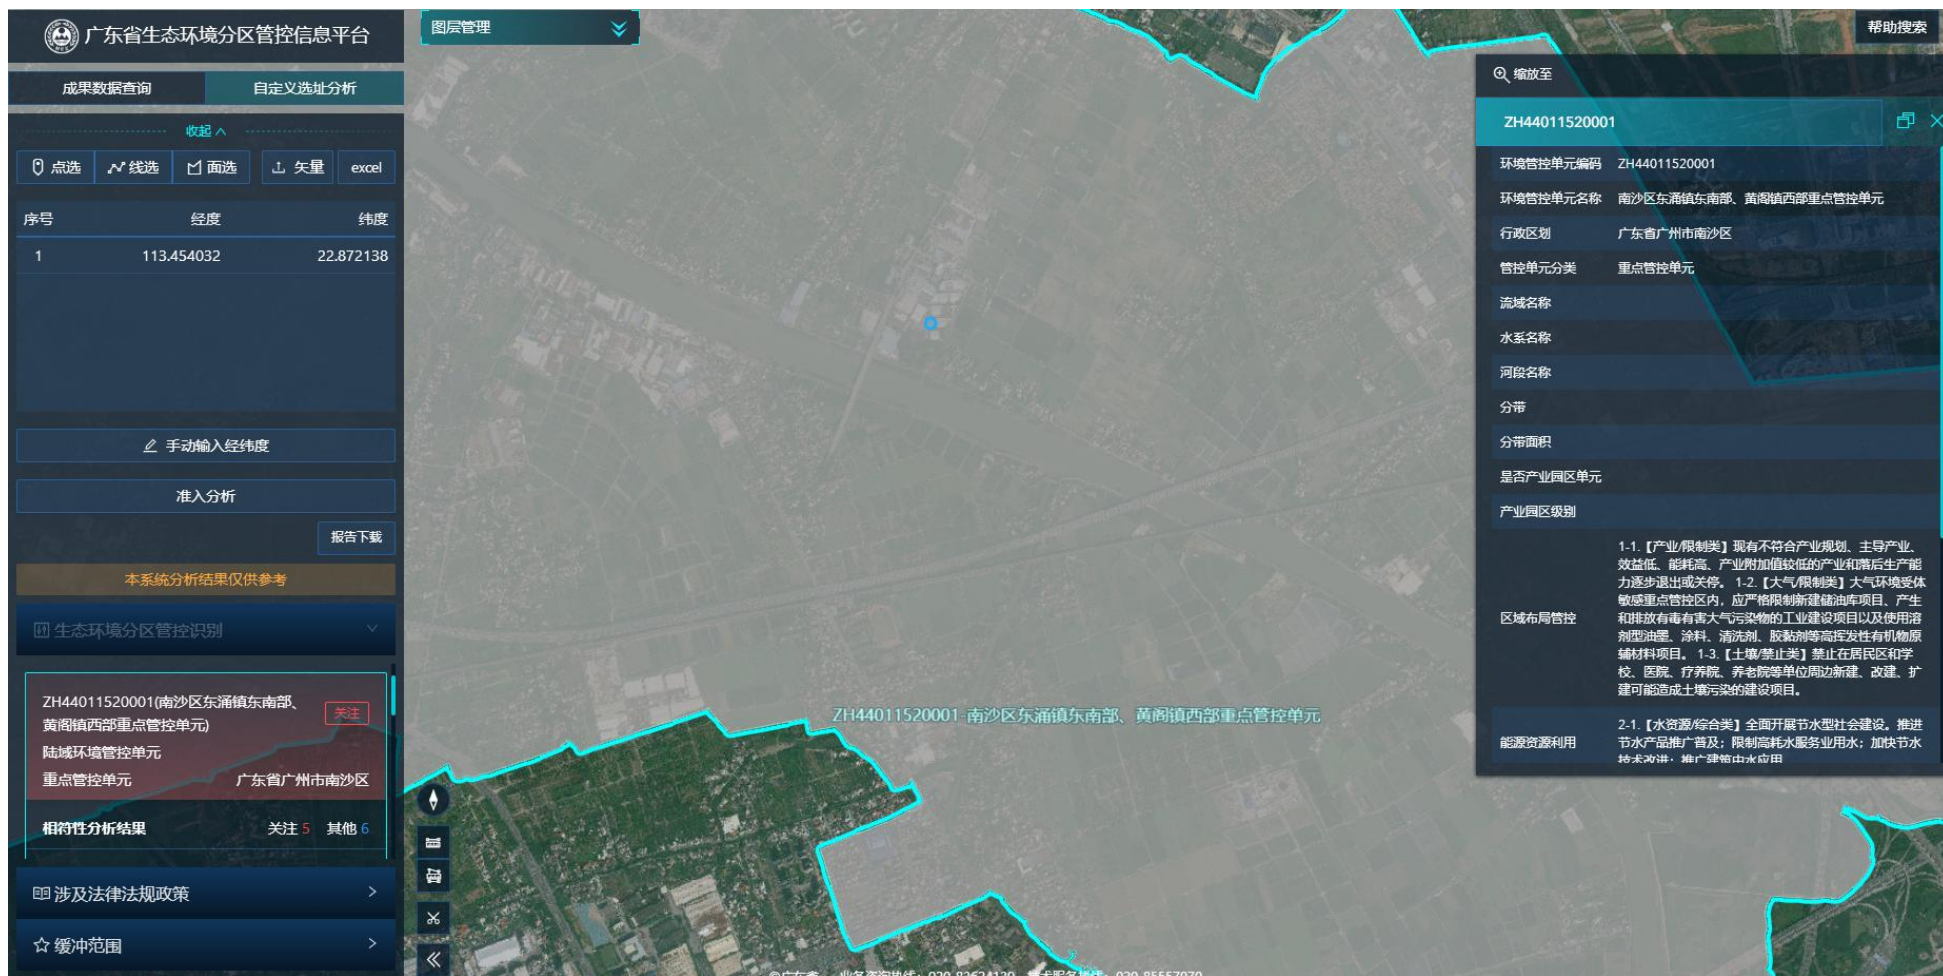 广东省生态环境分区管控信息平台
成果数据查询 自定义选址分析
收起
点选 线选 面选 矢量 excel
序号 经度 纬度
1 113.454032 22.872138
手动输入经纬度
准入分析
报告下载
本系统分析结果仅供参考
生态环境分区管控识别
ZH44011520001(南沙区东涌镇东南部、
黄阁镇西部重点管控单元)
关注
陆域环境管控单元
重点管控单元 广东省广州市南沙区
相符性分析结果 关注 5 其他 6
涉及法律法规政策
缓冲范围
图层管理
ZH44011520001-南沙区东涌镇东南部、黄阁镇西部重点管控单元
帮助搜索
缩放至
ZH44011520001
环境管控单元编码 ZH44011520001
环境管控单元名称 南沙区东涌镇东南部、黄阁镇西部重点管控单元
行政区划 广东省广州市南沙区
管控单元分类 重点管控单元
流域名称
水系名称
河段名称
分带
分带面积
是否产业园区单元
产业园区级别
区域布局管控
1-1.【产业/限制类】现有不符合产业规划、主导产业、
效益低、能耗高、产业附加值较低的产业和落后生产能
力逐步退出或关停。 1-2.【大气/限制类】大气环境受体
敏感重点管控区内，应严格限制新建储油库项目、产生
和排放有毒有害大气污染物的工业建设项目以及使用溶
剂型油墨、涂料、清洗剂、胶黏剂等高挥发性有机物原
辅材料项目。 1-3.【土壤/禁止类】禁止在居民区和学
校、医院、疗养院、养老院等单位周边新建、改建、扩
建可能造成土壤污染的建设项目。
能源资源利用
2-1.【水资源/综合类】全面开展节水型社会建设。推进
节水产品推广普及；限制高耗水服务业用水；加快节水
技术改进；推广建筑中水应用